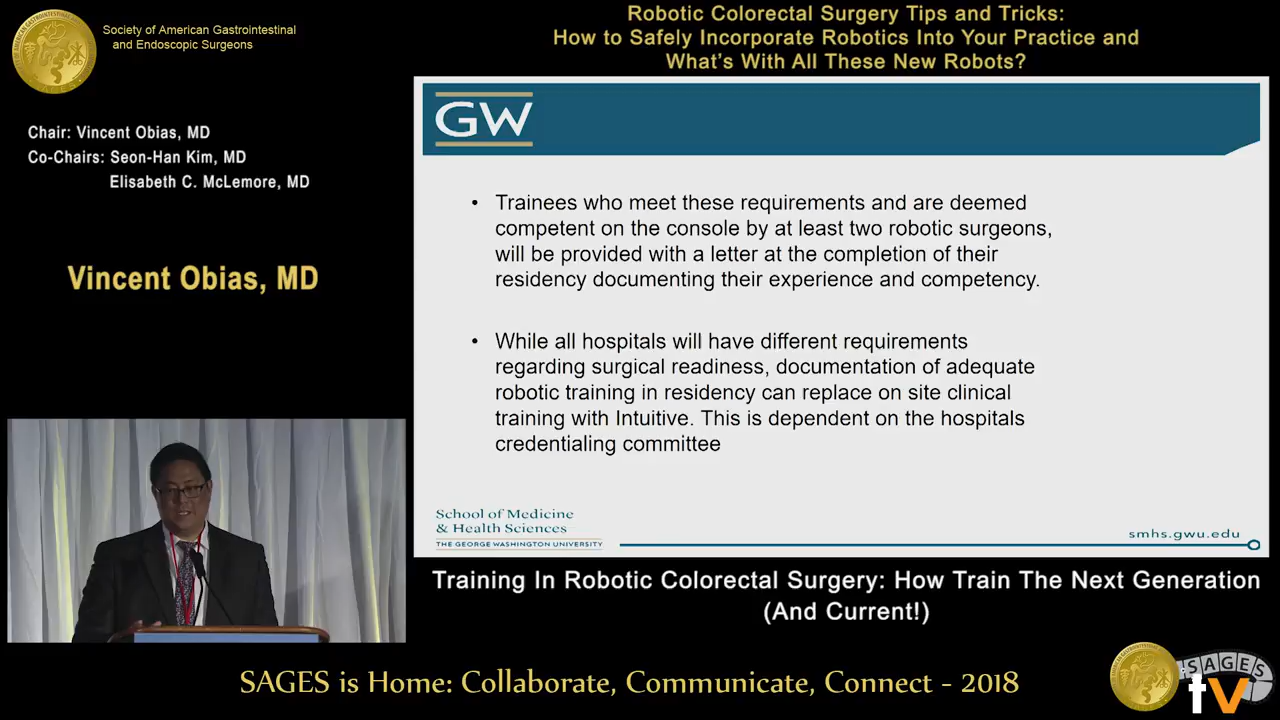 Society of American Gastrointestinal
and Endoscopic Surgeons
Robotic Colorectal Surgery Tips and Tricks:
How to Safely Incorporate Robotics Into Your Practice and
What's With All These New Robots?
Chair: Vincent Obias, MD
Co-Chairs: Seon-Han Kim, MD
Elisabeth C. McLemore, MD
Vincent Obias, MD
GW
• Trainees who meet these requirements and are deemed
competent on the console by at least two robotic surgeons,
will be provided with a letter at the completion of their
residency documenting their experience and competency.
• While all hospitals will have different requirements
regarding surgical readiness, documentation of adequate
robotic training in residency can replace on site clinical
training with Intuitive. This is dependent on the hospitals
credentialing committee
School of Medicine
& Health Sciences
THE GEORGE WASHINGTON UNIVERSITY
smhs.gwu.edu
Training In Robotic Colorectal Surgery: How Train The Next Generation
(And Current!)
SAGES is Home: Collaborate, Communicate, Connect - 2018
SAGES
tv